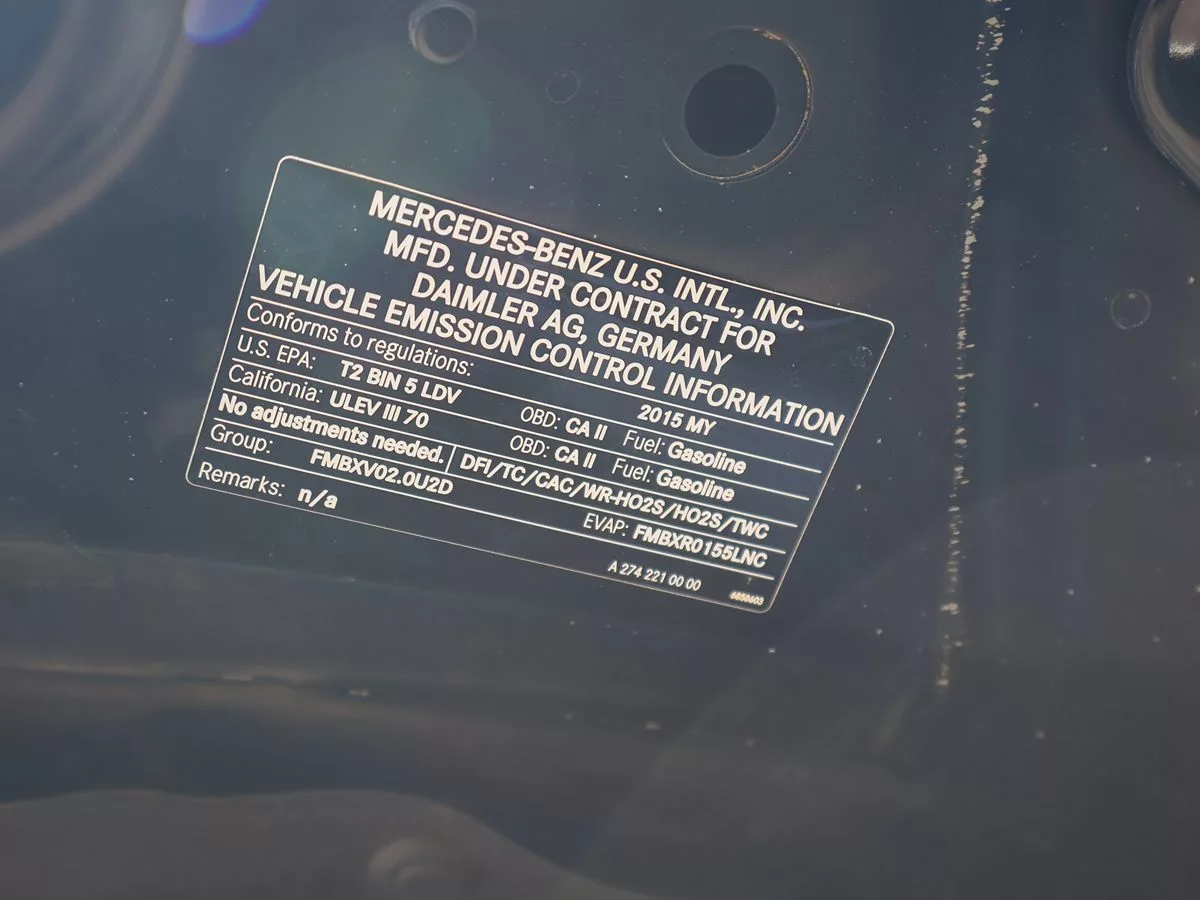 MERCEDES-BENZ U.S. INTL., INC.
MFD. UNDER CONTRACT FOR
DAIMLER AG, GERMANY
VEHICLE EMISSION CONTROL INFORMATION
Conforms to regulations: 2015 MY
U.S. EPA: T2 BIN 5 LDV OBD: CA II Fuel: Gasoline
California: ULEV III 70 OBD: CA II Fuel: Gasoline
No adjustments needed. DFI/TC/CAC/WR-HO2S/HO2S/TWC
Group: FMBXV02.0U2D EVAP: FMBXR0155LNC
Remarks: n/a
A 274 221 00 00 6858603